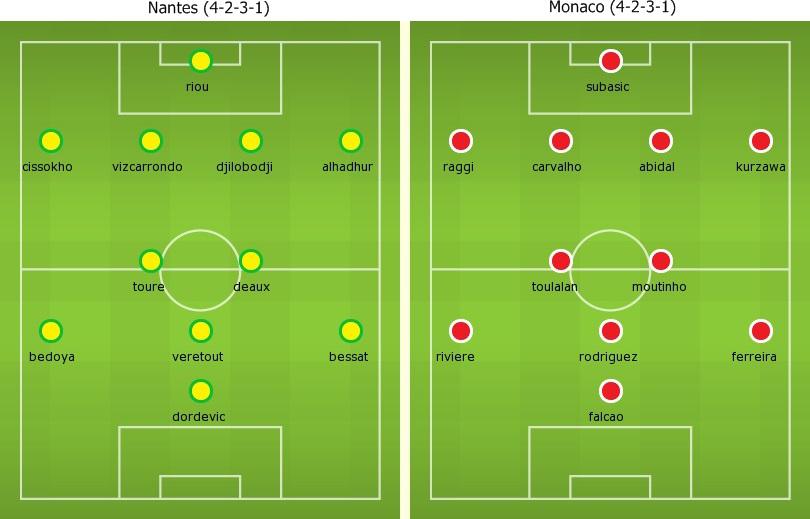 Nantes (4-2-3-1)
riou
cissokho vizcarrondo djilobodji alhadhur
toure deaux
bedoya veretout bessat
dordevic
Monaco (4-2-3-1)
subasic
raggi carvalho abidal kurzawa
toulalan moutinho
riviere rodriguez ferreira
falcao